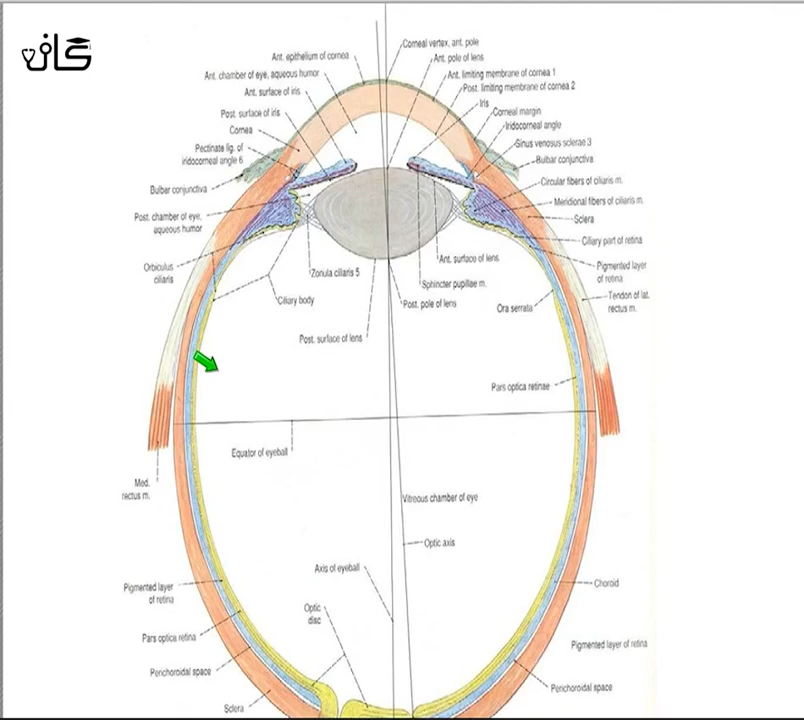 كافي
Corneal vertex, ant. pole
Ant. epithelium of cornea
Ant. pole of lens
Ant. chamber of eye, aqueous humor
Ant. limiting membrane of cornea 1
Ant. surface of iris
Post. limiting membrane of cornea 2
Iris
Post. surface of iris
Corneal margin
Cornea
Iridocorneal angle
Pectinate lig. of
iridocorneal angle 6
Sinus venosus sclerae 3
Bulbar conjunctiva
Bulbar conjunctiva
Circular fibers of ciliaris m.
Meridional fibers of ciliaris m.
Post. chamber of eye,
aqueous humor
Sclera
Ciliary part of retina
Orbiculus
ciliaris
Zonula ciliaris 5
Ant. surface of lens
Pigmented layer
of retina
Sphincter pupillae m.
Ciliary body
Post. pole of lens
Ora serrata
Tendon of lat.
rectus m.
Post. surface of lens
Pars optica retinae
Equator of eyeball
Med.
rectus m.
Vitreous chamber of eye
Optic axis
Axis of eyeball
Pigmented layer
of retina
Choroid
Optic
disc
Pars optica retina
Pigmented layer of retina
Perichoroidal space
Perichoroidal space
Sclera